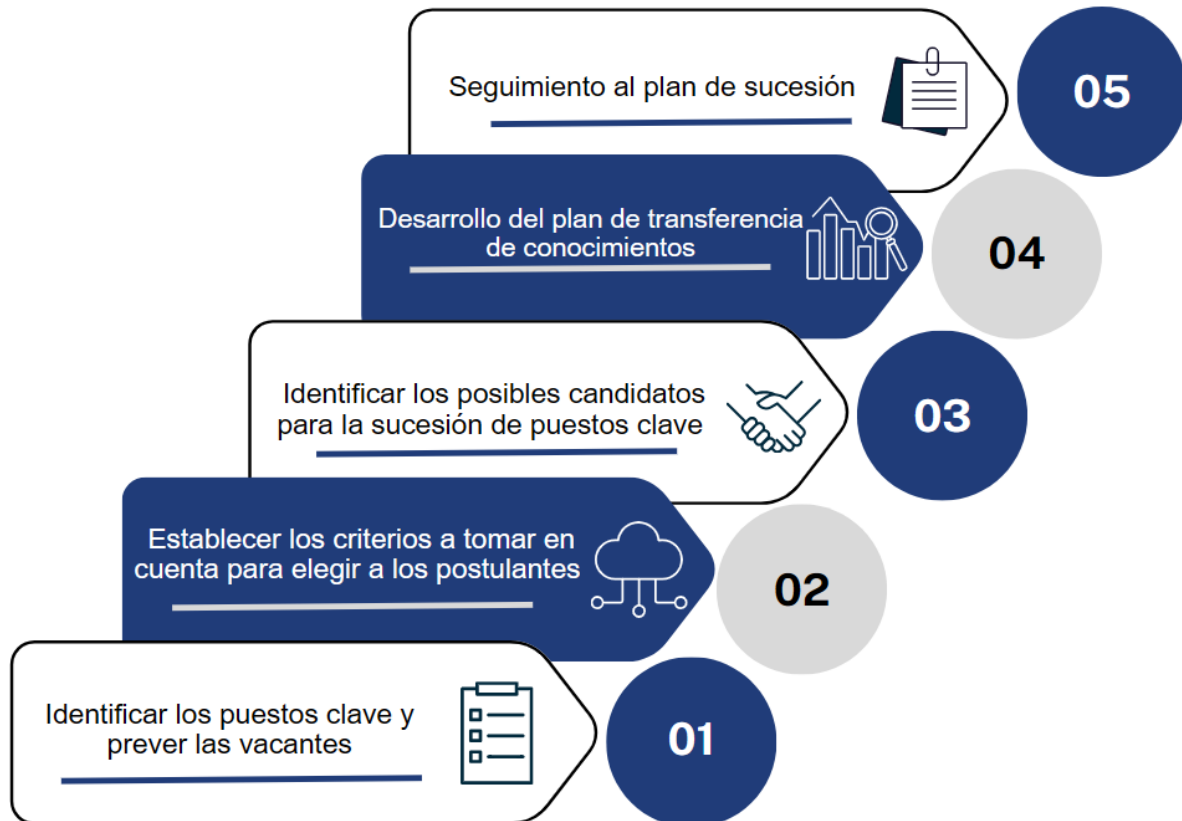 Seguimiento al plan de sucesión
05
Desarrollo del plan de transferencia
de conocimientos
04
Identificar los posibles candidatos
para la sucesión de puestos clave
03
Establecer los criterios a tomar en
cuenta para elegir a los postulantes
02
Identificar los puestos clave y
prever las vacantes
01